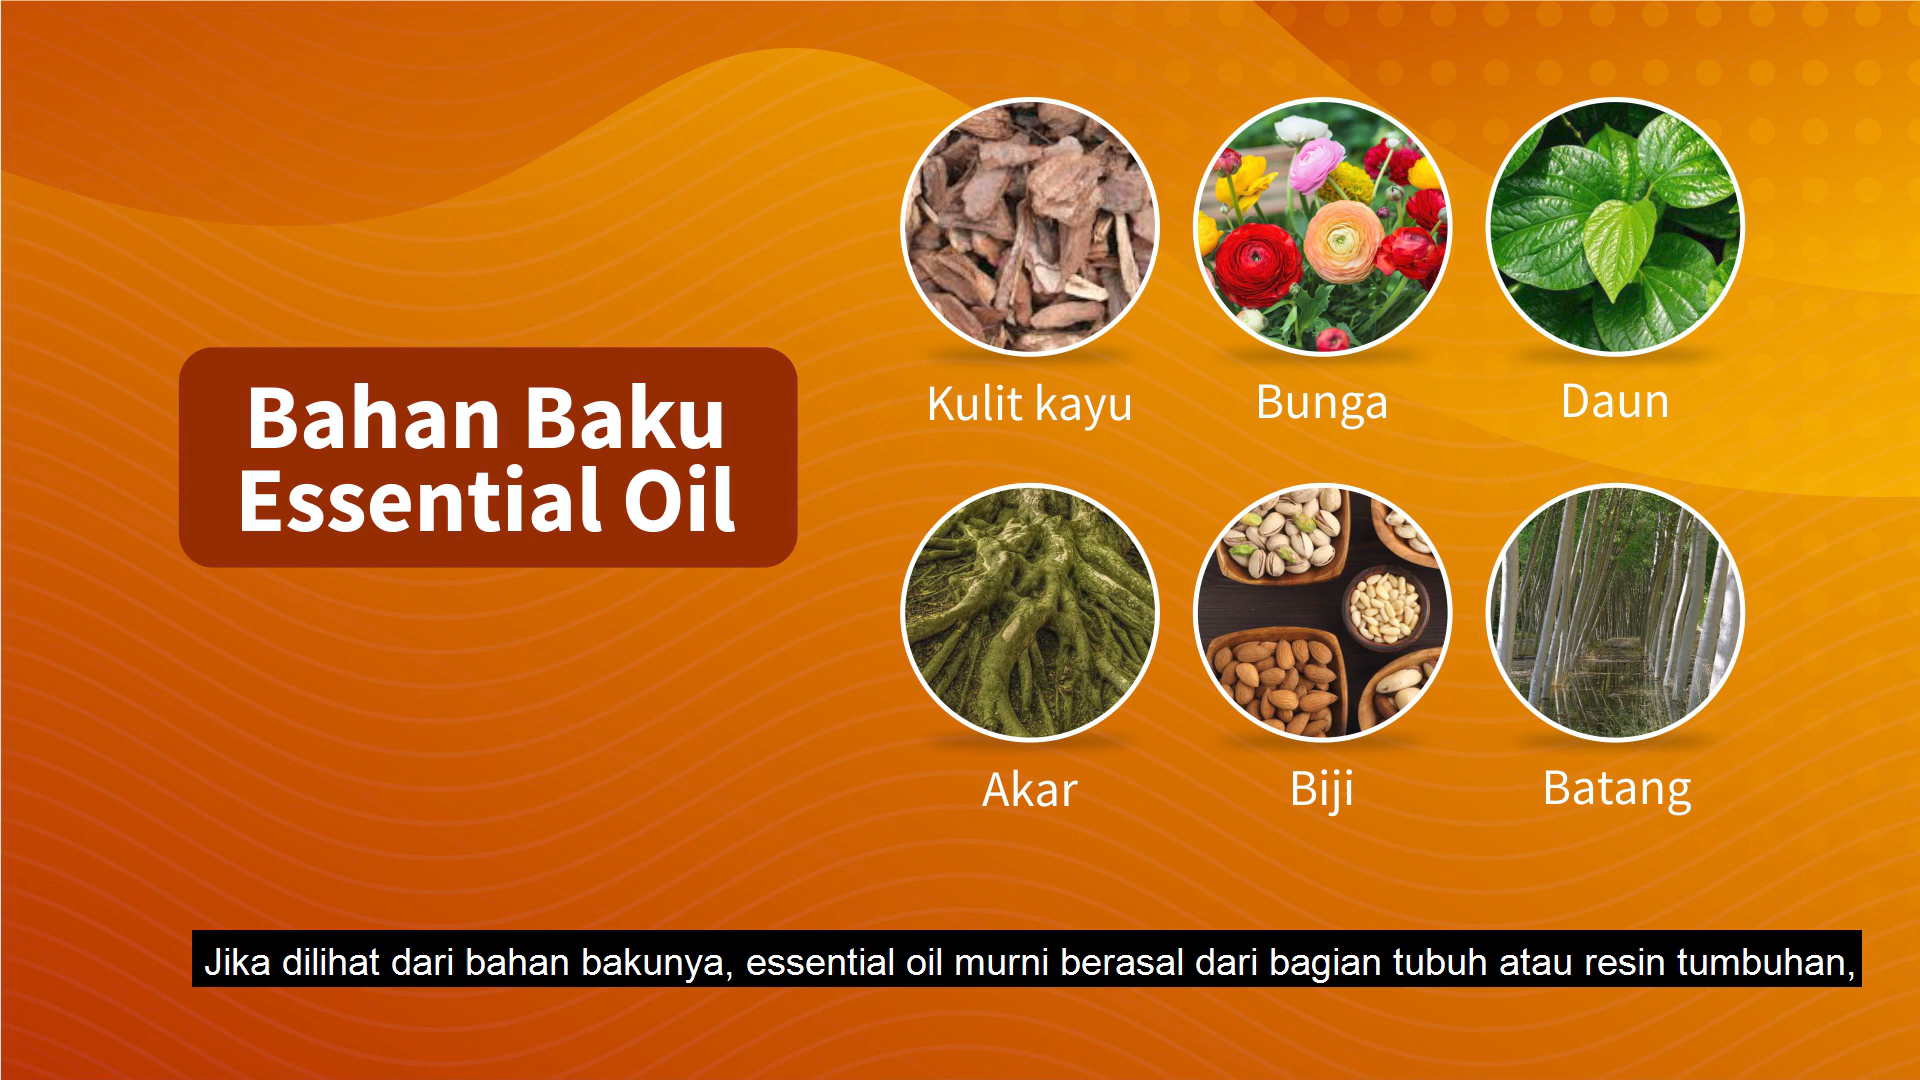 Bahan Baku
Essential Oil
Kulit kayu
Bunga
Daun
Akar
Biji
Batang
Jika dilihat dari bahan bakunya, essential oil murni berasal dari bagian tubuh atau resin tumbuhan,